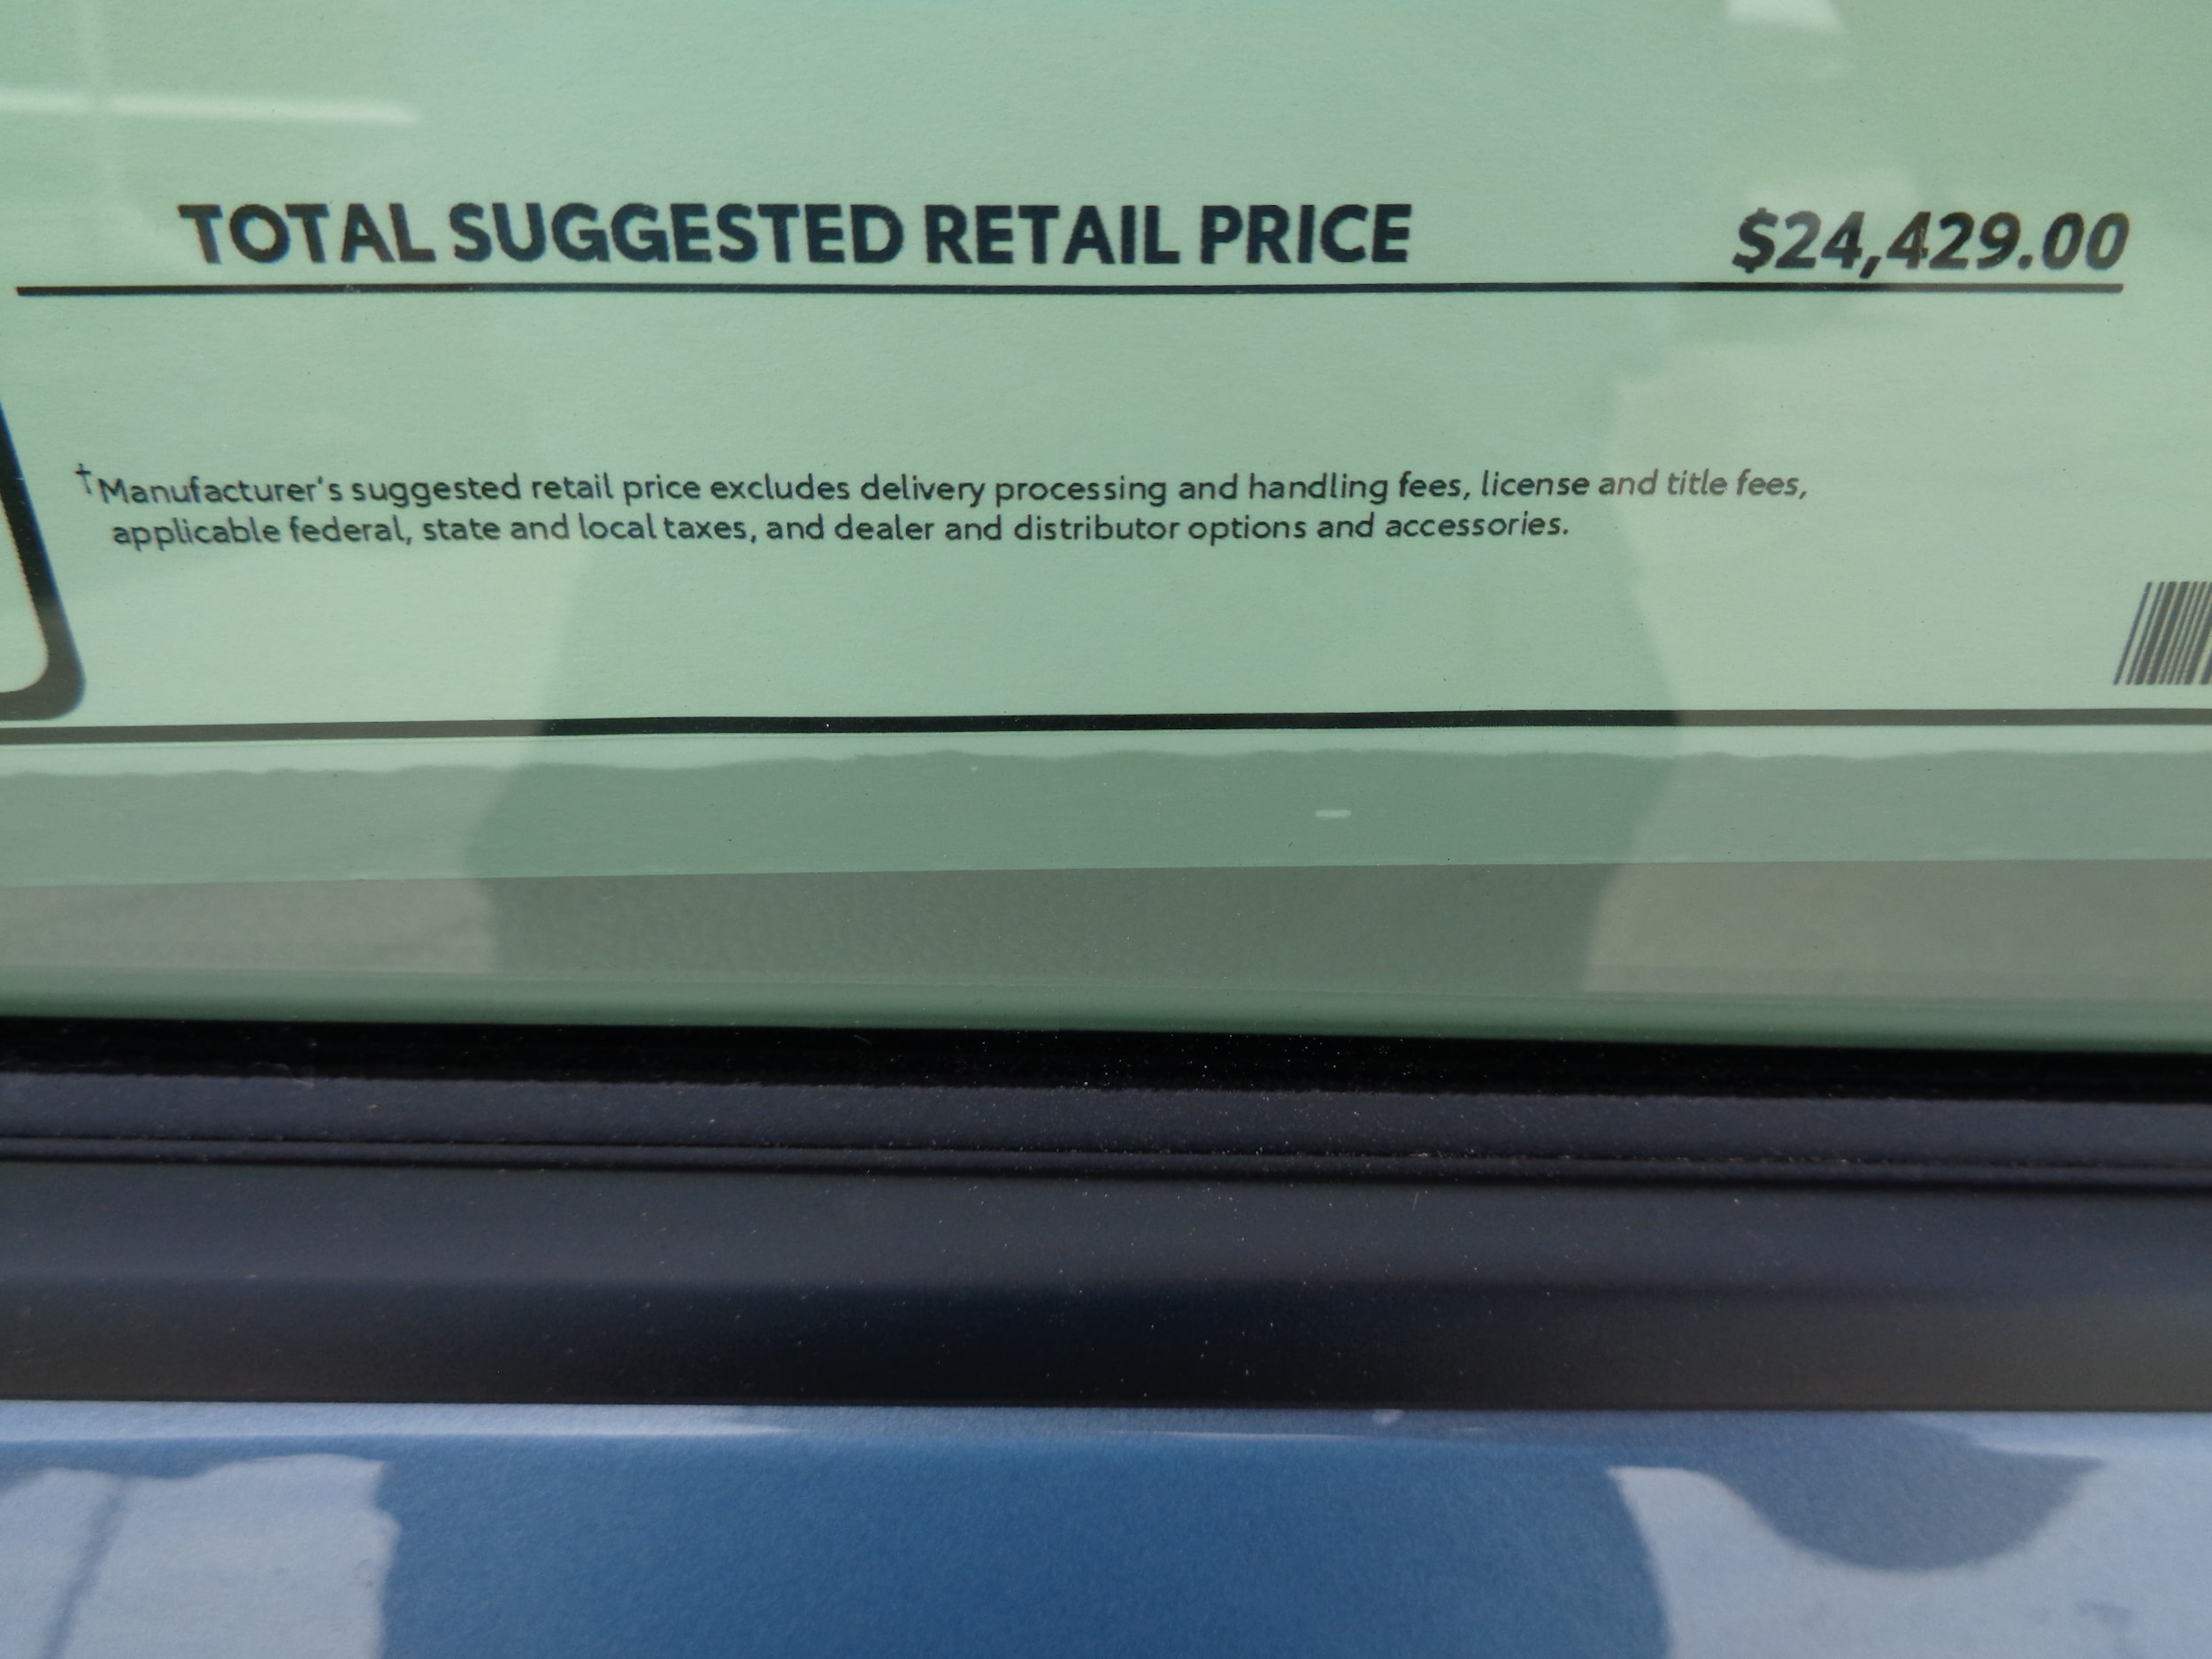 TOTAL SUGGESTED RETAIL PRICE $24,429.00
†Manufacturer's suggested retail price excludes delivery processing and handling fees, license and title fees,
applicable federal, state and local taxes, and dealer and distributor options and accessories.